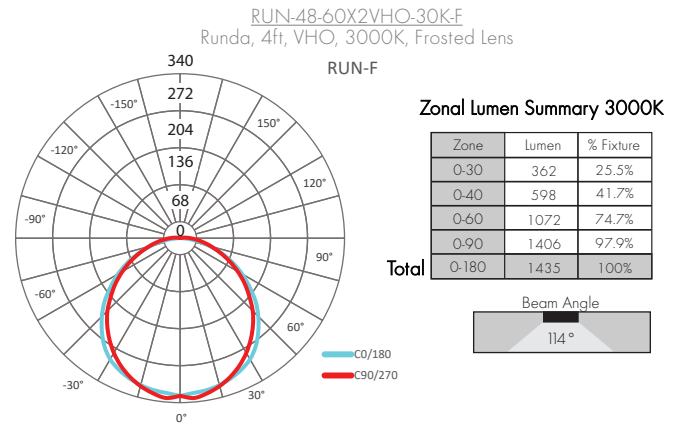 RUN-48-60X2VHO-30K-F
Runda, 4ft, VHO, 3000K, Frosted Lens
RUN-F
340
272
204
136
68
0
-150°
150°
-120°
120°
-90°
90°
-60°
60°
-30°
30°
0°
C0/180
C90/270
Zonal Lumen Summary 3000K
Zone Lumen % Fixture
0-30 362 25.5%
0-40 598 41.7%
0-60 1072 74.7%
0-90 1406 97.9%
Total 0-180 1435 100%
Beam Angle
114°